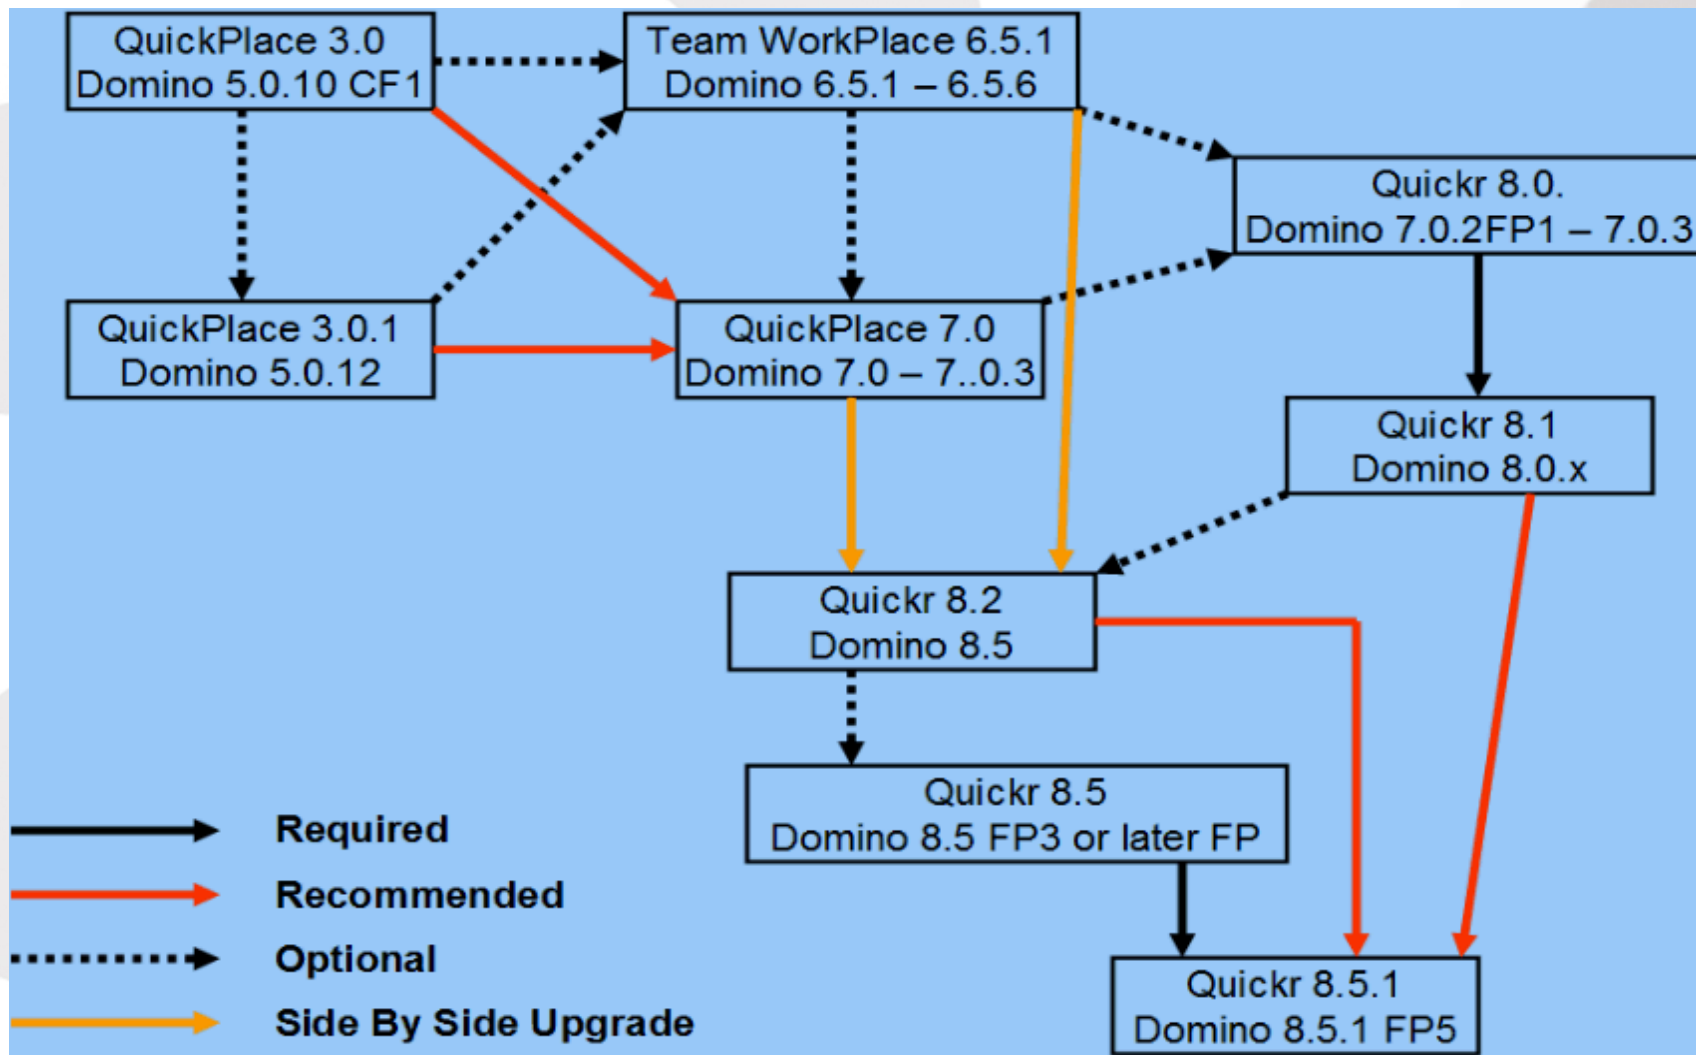 QuickPlace 3.0
Domino 5.0.10 CF1
Team WorkPlace 6.5.1
Domino 6.5.1 – 6.5.6
Quickr 8.0.
Domino 7.0.2FP1 – 7.0.3
QuickPlace 3.0.1
Domino 5.0.12
QuickPlace 7.0
Domino 7.0 – 7..0.3
Quickr 8.1
Domino 8.0.x
Quickr 8.2
Domino 8.5
Quickr 8.5
Domino 8.5 FP3 or later FP
Quickr 8.5.1
Domino 8.5.1 FP5
Required
Recommended
Optional
Side By Side Upgrade